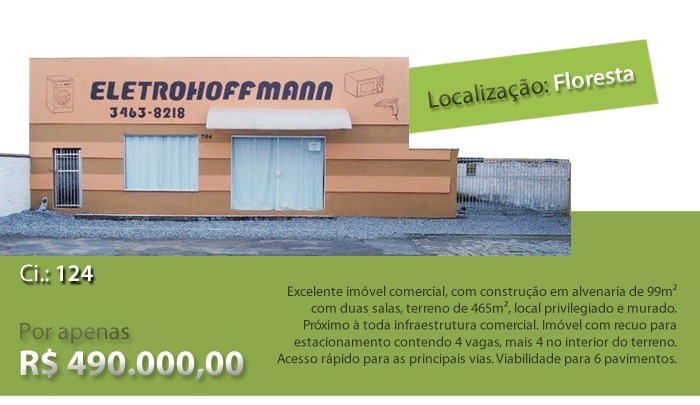 ELETROHOFFMANN
3463-8218
Localização: Floresta
Ci.: 124
Por apenas
R$ 490.000,00
Excelente imóvel comercial, com construção em alvenaria de 99m²
com duas salas, terreno de 465m², local privilegiado e murado.
Próximo à toda infraestrutura comercial. Imóvel com recuo para
estacionamento contendo 4 vagas, mais 4 no interior do terreno.
Acesso rápido para as principais vias. Viabilidade para 6 pavimentos.